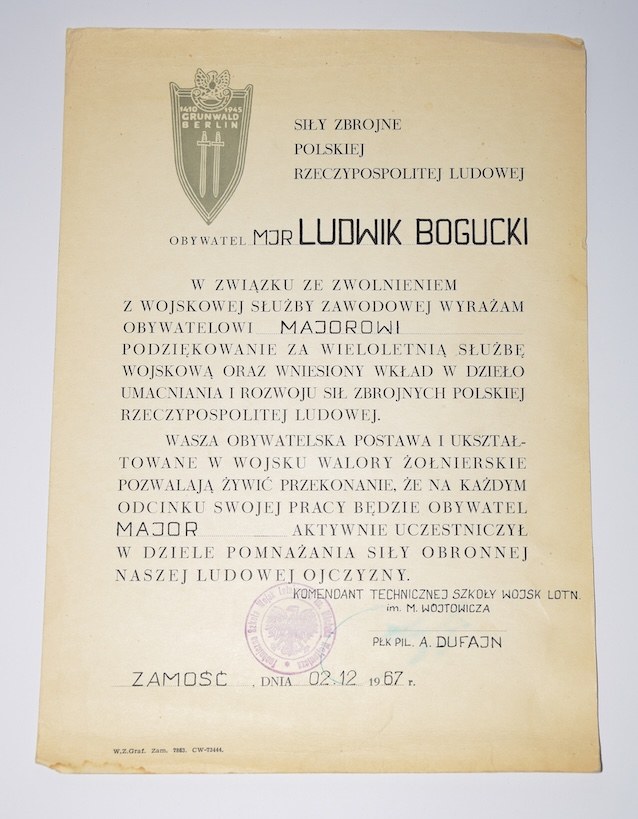 1410 1945
GRUNWALD
BERLIN
SIŁY ZBROJNE
POLSKIEJ
RZECZYPOSPOLITEJ LUDOWEJ
OBYWATEL MJR LUDWIK BOGUCKI
W ZWIĄZKU ZE ZWOLNIENIEM
Z WOJSKOWEJ SŁUŻBY ZAWODOWEJ WYRAŻAM
OBYWATELOWI MAJOROWI
PODZIĘKOWANIE ZA WIELOLETNIĄ SŁUŻBĘ
WOJSKOWĄ ORAZ WNIESIONY WKŁAD W DZIEŁO
UMACNIANIA I ROZWOJU SIŁ ZBROJNYCH POLSKIEJ
RZECZYPOSPOLITEJ LUDOWEJ.
WASZA OBYWATELSKA POSTAWA I UKSZTAŁ-
TOWANE W WOJSKU WALORY ŻOŁNIERSKIE
POZWALAJĄ ŻYWIĆ PRZEKONANIE, ŻE NA KAŻDYM
ODCINKU SWOJEJ PRACY BĘDZIE OBYWATEL
MAJOR AKTYWNIE UCZESTNICZYŁ
W DZIELE POMNAŻANIA SIŁY OBRONNEJ
NASZEJ LUDOWEJ OJCZYZNY.
KOMENDANT TECHNICZNEJ SZKOŁY WOJSK LOTN.
im. M. WÓJTOWICZA
PŁK PIL. A. DUFAJN
ZAMOŚĆ, DNIA 02.12 1967 r.
W.Z.Graf. Zam. CW-72444.